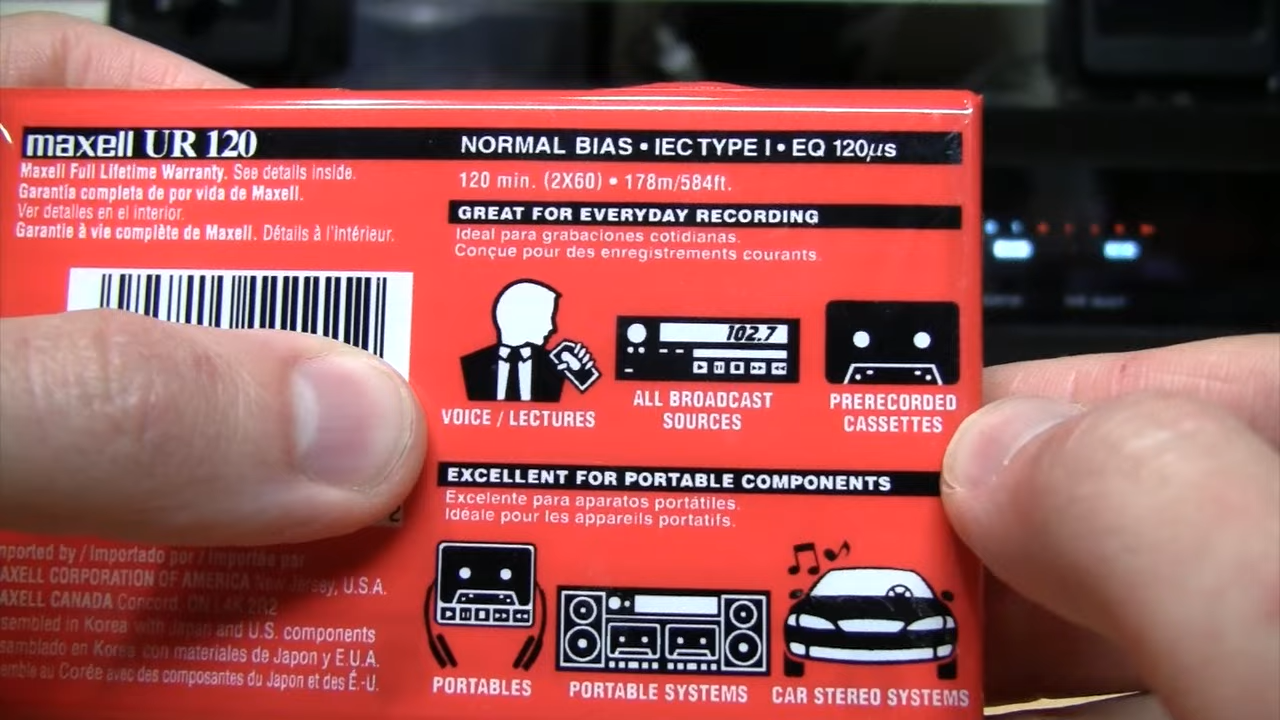 maxell UR 120
NORMAL BIAS • IEC TYPE I • EQ 120µs
Maxell Full Lifetime Warranty. See details inside.
Garantía completa de por vida de Maxell.
Ver detalles en el interior.
Garantie à vie complète de Maxell. Détails à l'intérieur.
120 min. (2X60) • 178m/584ft.
GREAT FOR EVERYDAY RECORDING
Ideal para grabaciones cotidianas.
Conçue pour des enregistrements courants.
102.7
VOICE / LECTURES
ALL BROADCAST
SOURCES
PRERECORDED
CASSETTES
EXCELLENT FOR PORTABLE COMPONENTS
Excelente para aparatos portátiles.
Idéale pour les appareils portatifs.
PORTABLES
PORTABLE SYSTEMS
CAR STEREO SYSTEMS
2
mported by / Importado por / Importée par
AXELL CORPORATION OF AMERICA New Jersey, U.S.A.
AXELL CANADA Concord, ON
sembled in Korea with Japan and U.S. components
samblado en Korea con materiales de Japon y E.U.A.
emble au Corée avec des composantes du Japon et des É.-U.